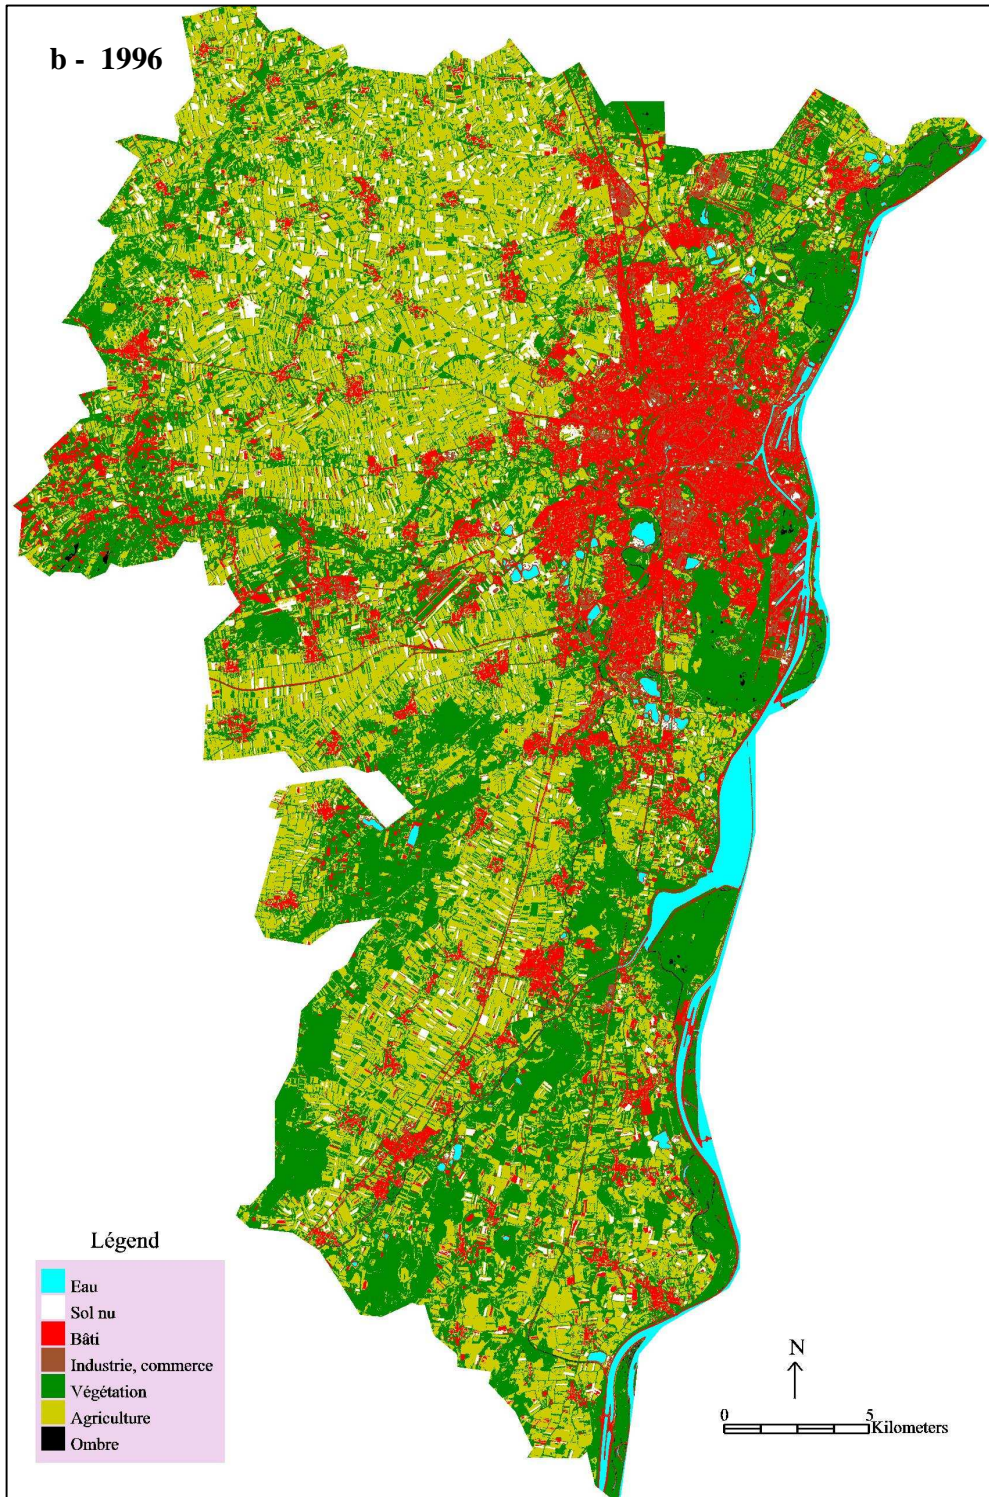 b - 1996
Légend
Eau
Sol nu
Bâti
Industrie, commerce
Végétation
Agriculture
Ombre
N
0 5
Kilometers